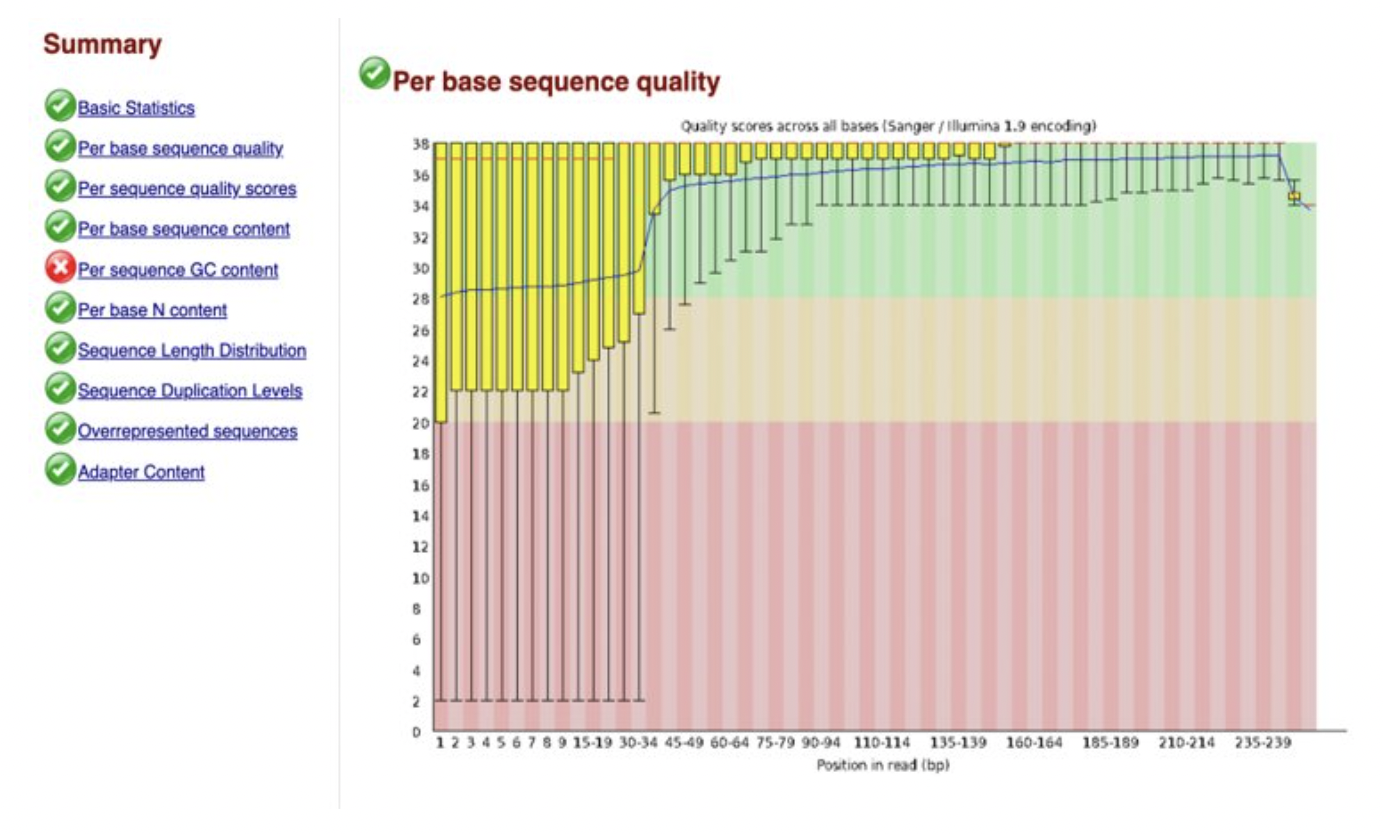 Summary
Basic Statistics
Per base sequence quality
Per sequence quality scores
Per base sequence content
Per sequence GC content
Per base N content
Sequence Length Distribution
Sequence Duplication Levels
Overrepresented sequences
Adapter Content
Per base sequence quality
Quality scores across all bases (Sanger / Illumina 1.9 encoding)
38
36
34
32
30
28
26
24
22
20
18
16
14
12
10
8
6
4
2
0
1 2 3 4 5 6 7 8 9 15-19 30-34 45-49 60-64 75-79 90-94 110-114 135-139 160-164 185-189 210-214 235-239
Position in read (bp)